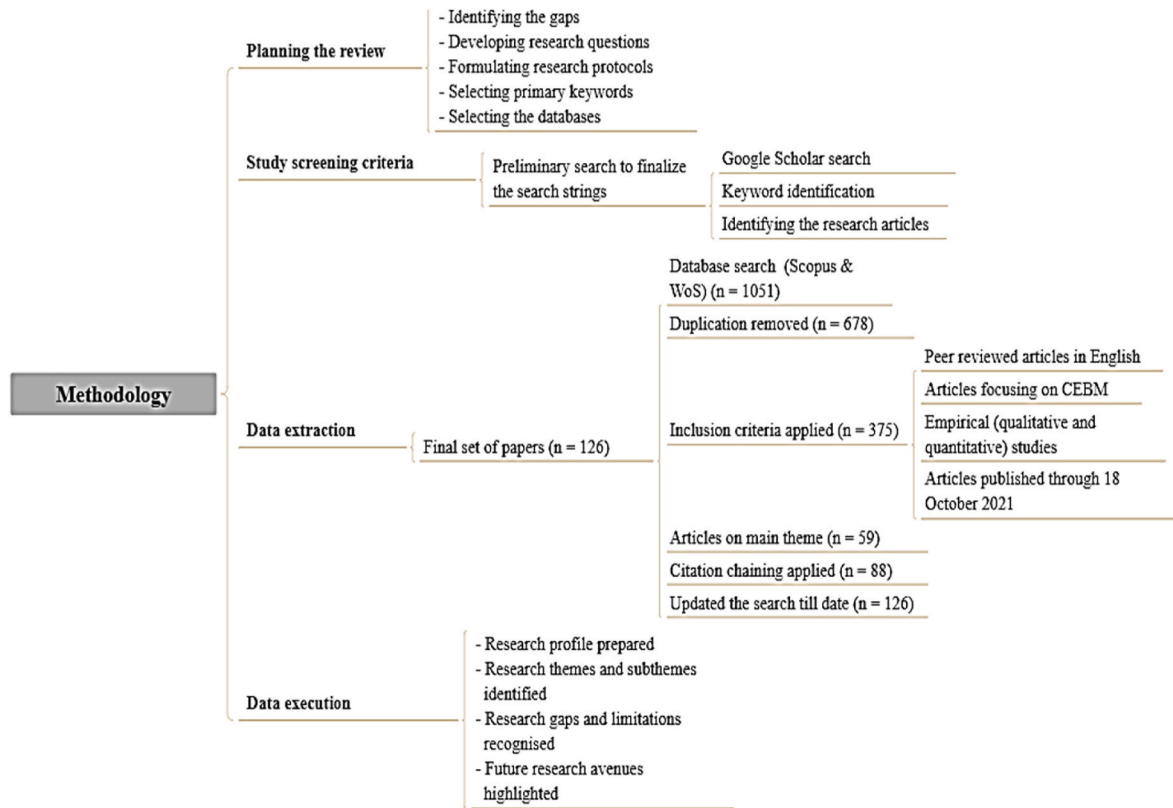 Methodology
Planning the review
- Identifying the gaps
- Developing research questions
- Formulating research protocols
- Selecting primary keywords
- Selecting the databases
Study screening criteria
Preliminary search to finalize
the search strings
Google Scholar search
Keyword identification
Identifying the research articles
Data extraction
Final set of papers (n = 126)
Database search (Scopus &
WoS) (n = 1051)
Duplication removed (n = 678)
Inclusion criteria applied (n = 375)
Peer reviewed articles in English
Articles focusing on CEBM
Empirical (qualitative and
quantitative) studies
Articles published through 18
October 2021
Articles on main theme (n = 59)
Citation chaining applied (n = 88)
Updated the search till date (n = 126)
Data execution
- Research profile prepared
- Research themes and subthemes
identified
- Research gaps and limitations
recognised
- Future research avenues
highlighted